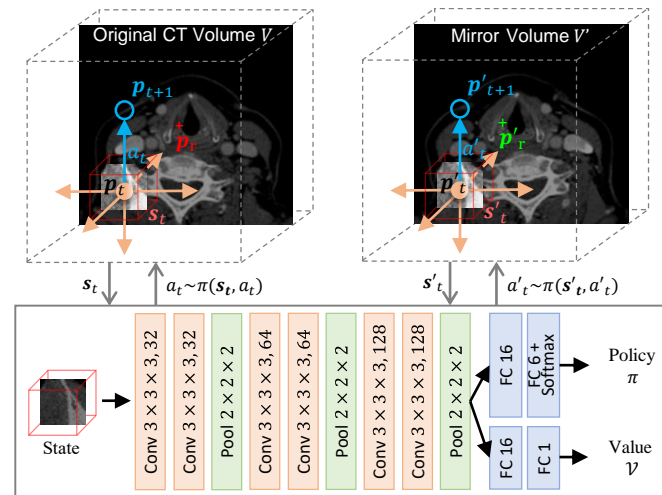 Original CT Volume V
Mirror Volume V'
p_{t+1}
p'_{t+1}
+
+
p_r
p'_r
a_t
a'_t
p_t
p'_t
s_t
s'_t
s_t
a_t~π(s_t, a_t)
s'_t
a'_t~π(s'_t, a'_t)
State
Conv 3 × 3 × 3, 32
Conv 3 × 3 × 3, 32
Pool 2 × 2 × 2
Conv 3 × 3 × 3, 64
Conv 3 × 3 × 3, 64
Pool 2 × 2 × 2
Conv 3 × 3 × 3, 128
Conv 3 × 3 × 3, 128
Pool 2 × 2 × 2
FC 16
FC 6 +
Softmax
Policy
π
FC 16
FC 1
Value
𝒱